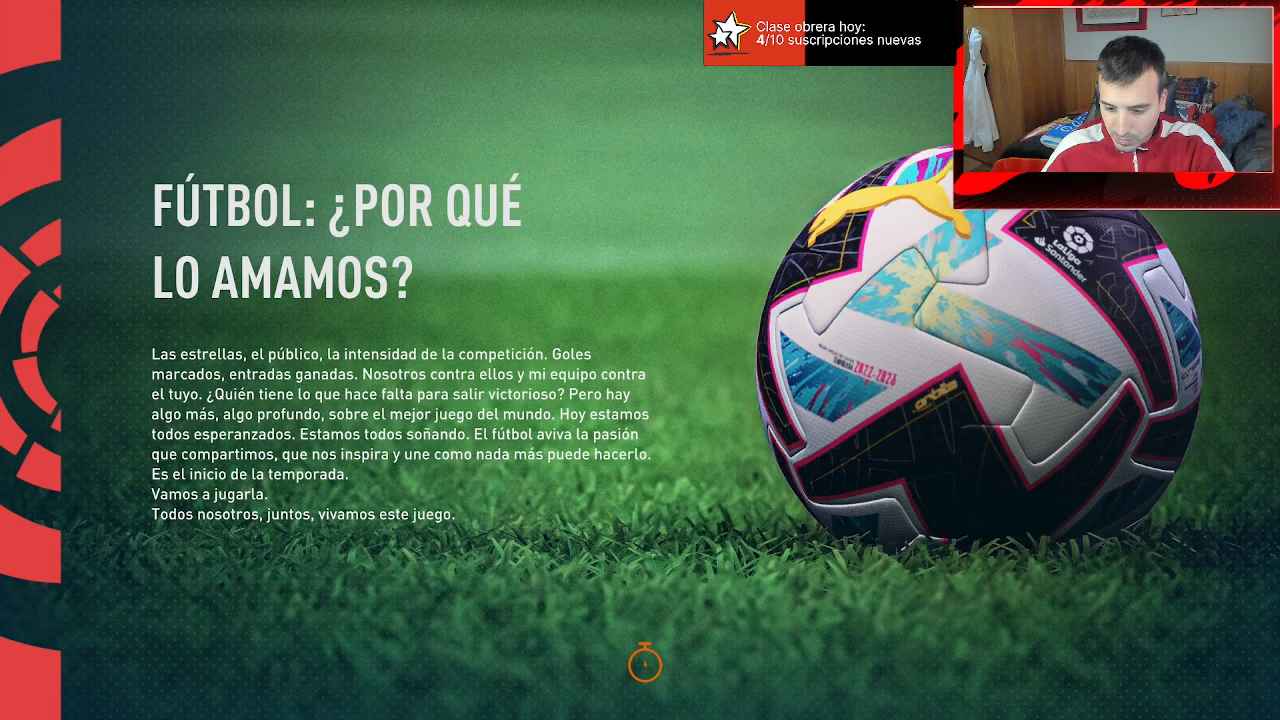 Clase obrera hoy:
4/10 suscripciones nuevas
FÚTBOL: ¿POR QUÉ
LO AMAMOS?
Las estrellas, el público, la intensidad de la competición. Goles
marcados, entradas ganadas. Nosotros contra ellos y mi equipo contra
el tuyo. ¿Quién tiene lo que hace falta para salir victorioso? Pero hay
algo más, algo profundo, sobre el mejor juego del mundo. Hoy estamos
todos esperanzados. Estamos todos soñando. El fútbol aviva la pasión
que compartimos, que nos inspira y une como nada más puede hacerlo.
Es el inicio de la temporada.
Vamos a jugarla.
Todos nosotros, juntos, vivamos este juego.
LaLiga
Santander
TEMPORADA 2022-2023
orbita